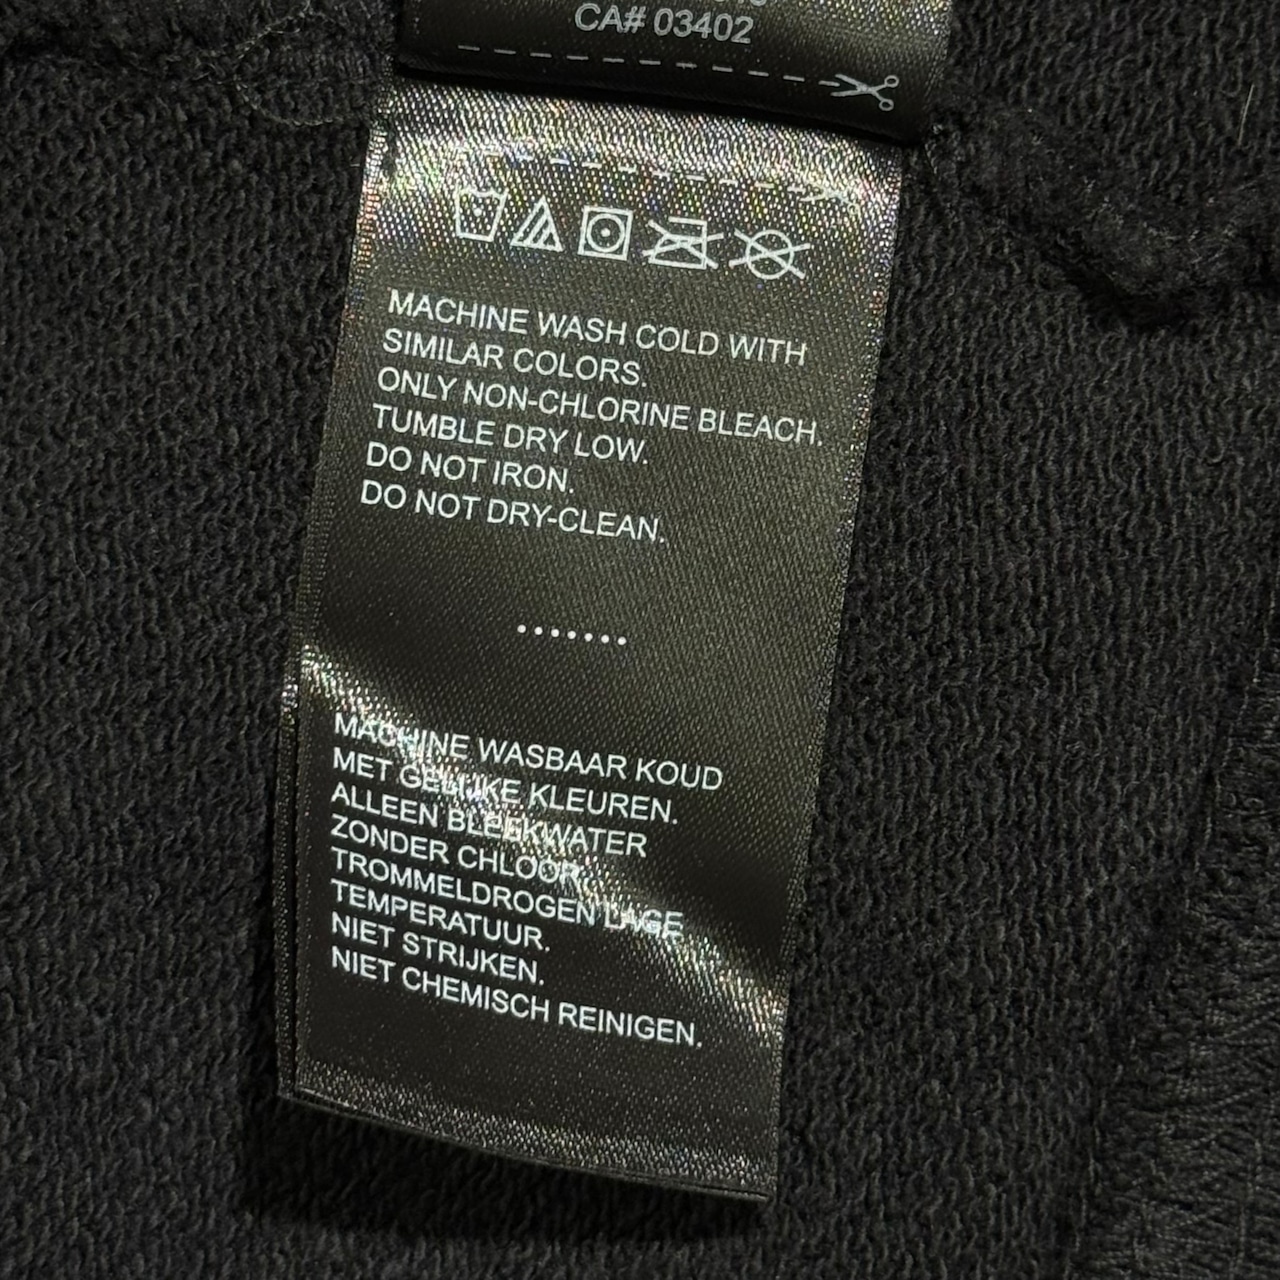 CA# 03402
MACHINE WASH COLD WITH
SIMILAR COLORS.
ONLY NON-CHLORINE BLEACH.
TUMBLE DRY LOW.
DO NOT IRON.
DO NOT DRY-CLEAN.
.......
MACHINE WASBAAR KOUD
MET GELIJKE KLEUREN.
ALLEEN BLEEKWATER
ZONDER CHLOOR.
TROMMELDROGEN LAGE
TEMPERATUUR.
NIET STRIJKEN.
NIET CHEMISCH REINIGEN.